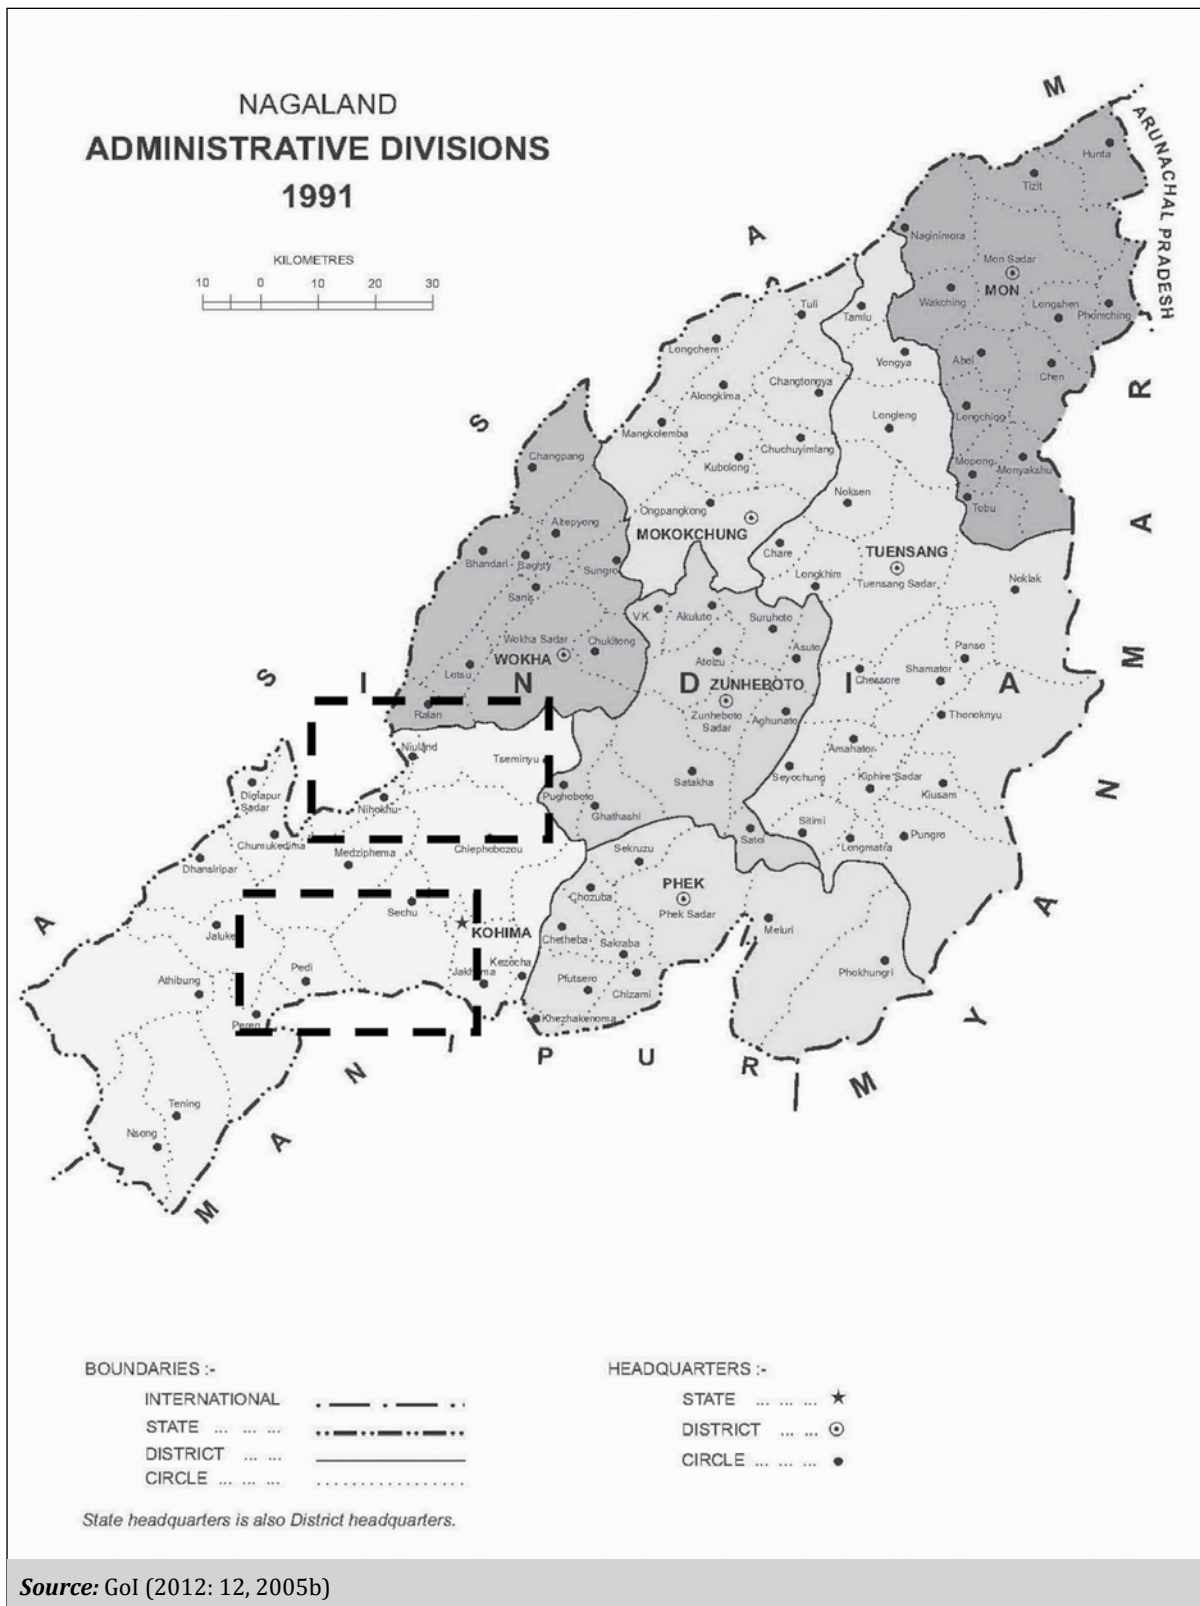 NAGALAND
ADMINISTRATIVE DIVISIONS
1991
KILOMETRES
10 0 10 20 30
M
ARUNACHAL PRADESH
Hunta
Tizit
A
Naginimora
Mon Sadar
MON
Wakching
Longshen
Phomching
Tuli
Tamlu
Longchem
Yongya
Aboi
Chen
R
Changtongya
Alongkima
S
Longleng
Longching
Mangkolemba
Chuchuyimlang
Changpang
Kubolong
Mopong
Monyakshu
Noksen
Tobu
Ongpangkong
MOKOKCHUNG
A
Altepyong
Chare
TUENSANG
Bhandari
Baghty
Sungro
Longkhim
Tuensang Sadar
Noklak
Sanis
V.K.
Akuluto
Suruhoto
Wokha Sadar
Chukitong
WOKHA
Asuto
Panso
M
Atoizu
Shamator
Lotsu
S
I N D I A
ZUNHEBOTO
Chessore
Ralan
Zunheboto
Sadar
Aghunato
Thonoknyu
Niuland
Tseminyu
Amahator
Seyochung
Kiphire Sadar
Kiusam
N
Satakha
Dimapur
Sadar
Nihokhu
Pughoboto
Ghathashi
Sitimi
Pungro
Satoi
Longmatra
Chumukedima
Medziphema
Chiephobozou
Sekruzu
Dhansiripar
PHEK
Phek Sadar
Chozuba
Sechu
A
A
Jaluke
KOHIMA
Chetheba
Sakraba
Meluri
Kezocha
Jakhama
Pedi
Athibung
Pfutsero
Chizami
Phokhungri
Peren
Khezhakenoma
Y
M A N I P U R
M
Tening
Nsong
BOUNDARIES :-
INTERNATIONAL
STATE ... ... ...
DISTRICT ... ...
CIRCLE ... ... ...
HEADQUARTERS :-
STATE ... ... ...
DISTRICT ... ...
CIRCLE ... ... ...
State headquarters is also District headquarters.
Source: GoI (2012: 12, 2005b)